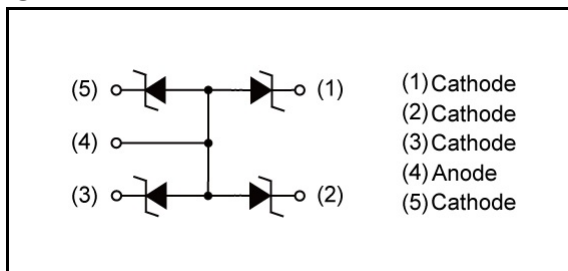 (5) (1) (1)Cathode
(2)Cathode
(4) (3)Cathode
(4)Anode
(3) (2) (5)Cathode